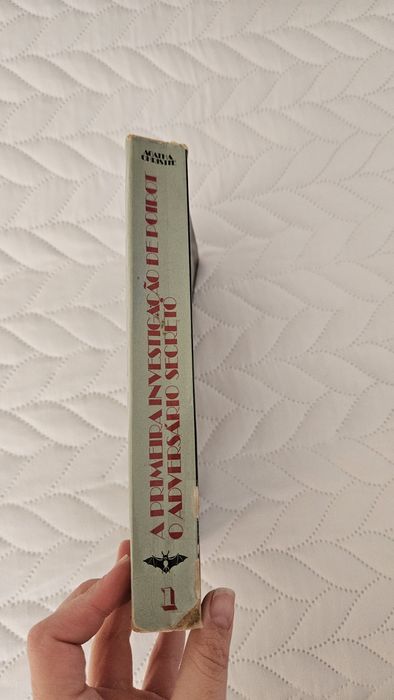 AGATHA
CHRISTIE
A PRIMEIRA INVESTIGAÇÃO DE POIROT
O ADVERSÁRIO SECRETO
1